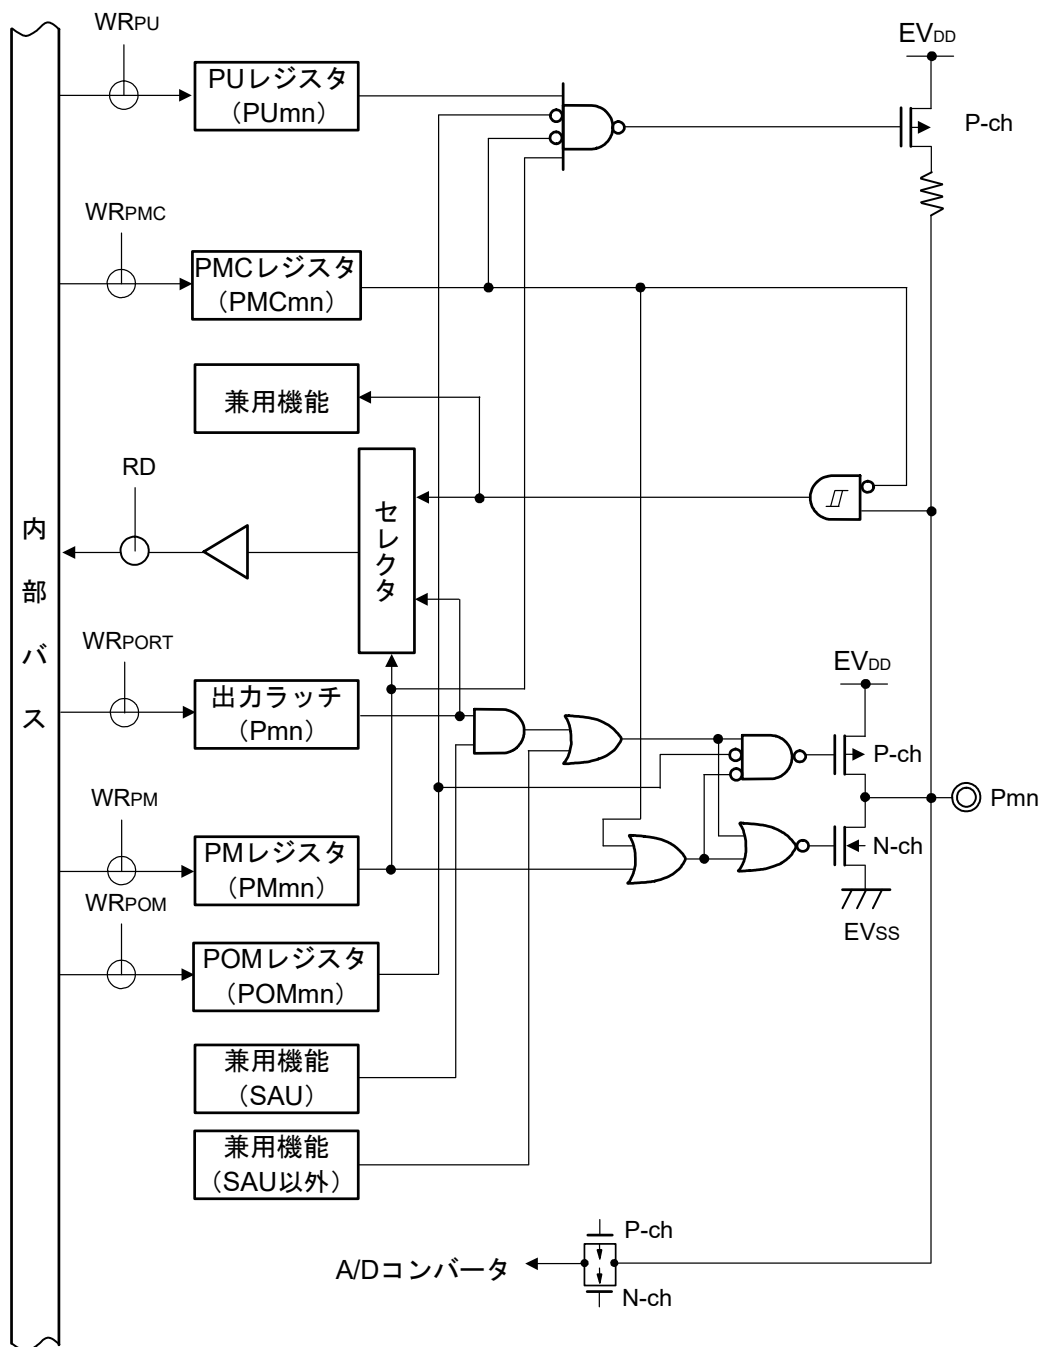 WRPU
EVDD
PUレジスタ
(PUmn)
P-ch
WRPMC
PMCレジスタ
(PMCmn)
兼用機能
RD
セレクタ
内部バス
WRPORT
EVDD
出力ラッチ
(Pmn)
P-ch
WRPM
Pmn
PMレジスタ
(PMmn)
N-ch
WRPOM
EVSS
POMレジスタ
(POMmn)
兼用機能
(SAU)
兼用機能
(SAU以外)
P-ch
A/Dコンバータ
N-ch